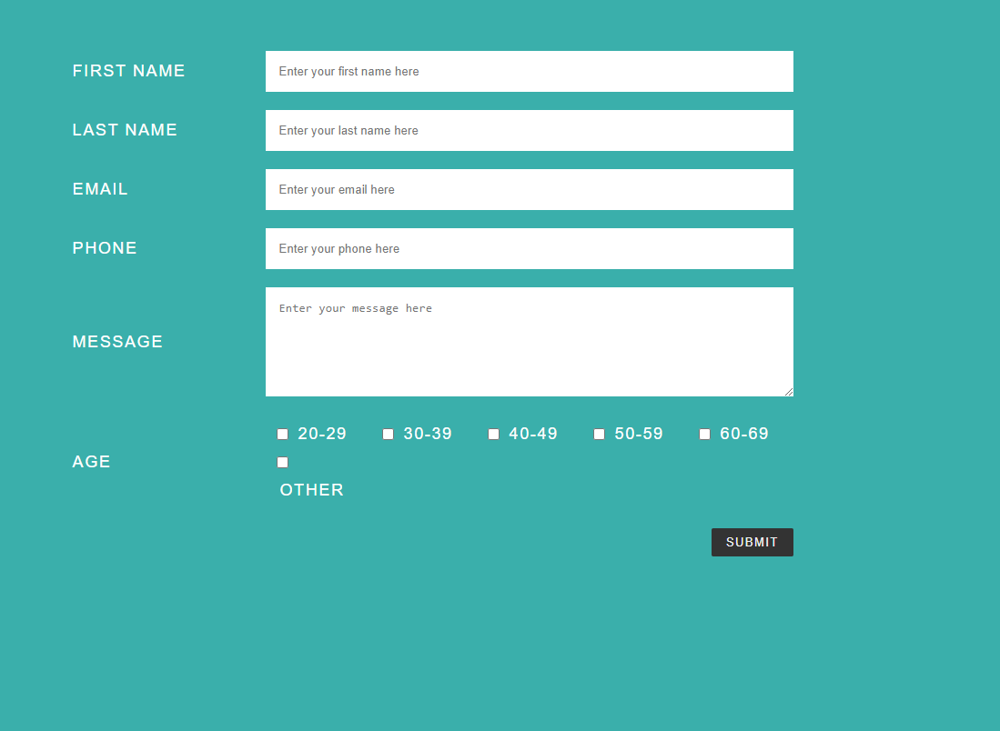 FIRST NAME Enter your first name here
LAST NAME Enter your last name here
EMAIL Enter your email here
PHONE Enter your phone here
Enter your message here
MESSAGE
20-29 30-39 40-49 50-59 60-69
AGE
OTHER
SUBMIT